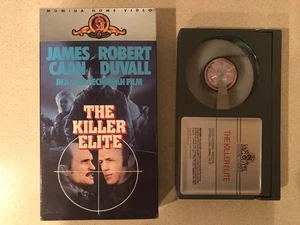 MGM/UA HOME VIDEO
JAMES ROBERT
CAAN DUVALL
IN A SAM PECKINPAH FILM
THE
KILLER
ELITE
THE KILLER ELITE